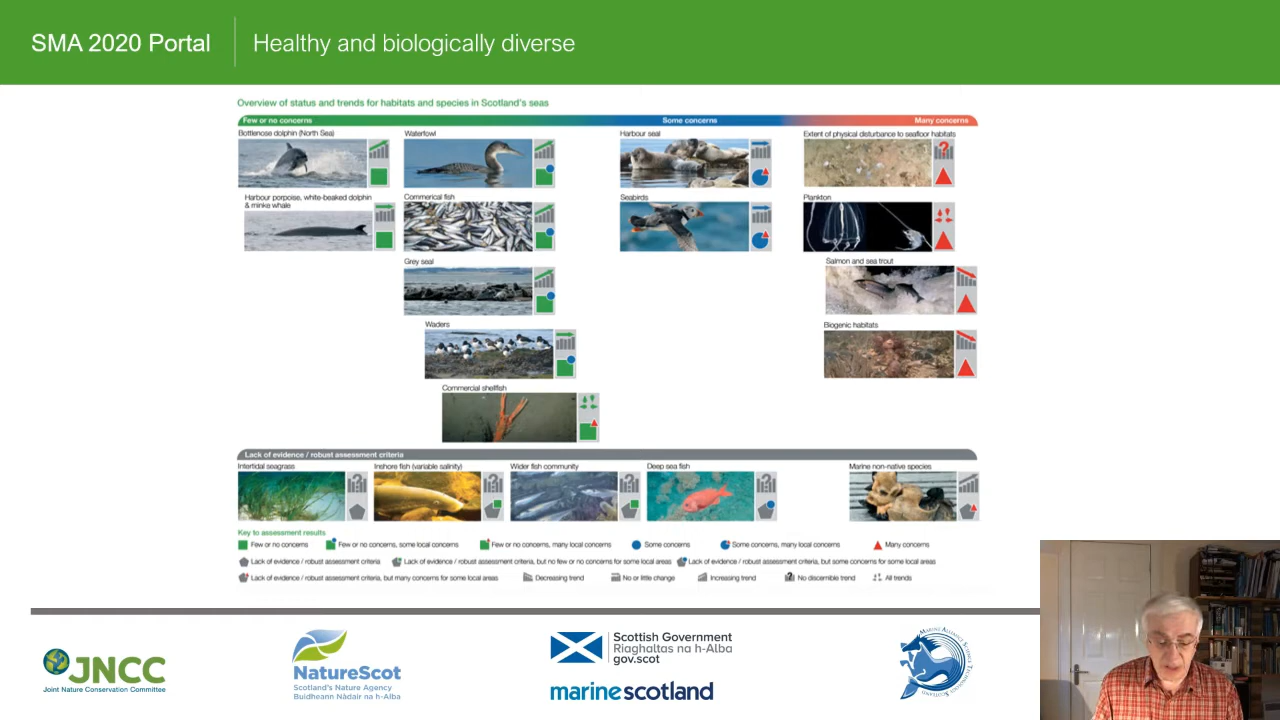 SMA 2020 Portal
Healthy and biologically diverse
Overview of status and trends for habitats and species in Scotland's seas
Few or no concerns
Some concerns
Many concerns
Bottlenose dolphin (North Sea)
Waterfowl
Harbour seal
Extent of physical disturbance to seafloor habitats
Harbour porpoise, white-beaked dolphin
& minke whale
Commerical fish
Seabirds
Plankton
Grey seal
Salmon and sea trout
Waders
Biogenic habitats
Commercial shellfish
Lack of evidence / robust assessment criteria
Intertidal seagrass
Inshore fish (variable salinity)
Wider fish community
Deep sea fish
Marine non-native species
Key to assessment results
Few or no concerns
Few or no concerns, some local concerns
Few or no concerns, many local concerns
Some concerns
Some concerns, many local concerns
Many concerns
Lack of evidence / robust assessment criteria
Lack of evidence / robust assessment criteria, but no few or no concerns for some local areas
Lack of evidence / robust assessment criteria, but some concerns for some local areas
Lack of evidence / robust assessment criteria, but many concerns for some local areas
Decreasing trend
No or little change
Increasing trend
No discernible trend
All trends
JNCC
Joint Nature Conservation Committee
NatureScot
Scotland's Nature Agency
Buidheann Nàdair na h-Alba
Scottish Government
Riaghaltas na h-Alba
gov.scot
marinescotland
Marine Alliance Science Technology Scotland